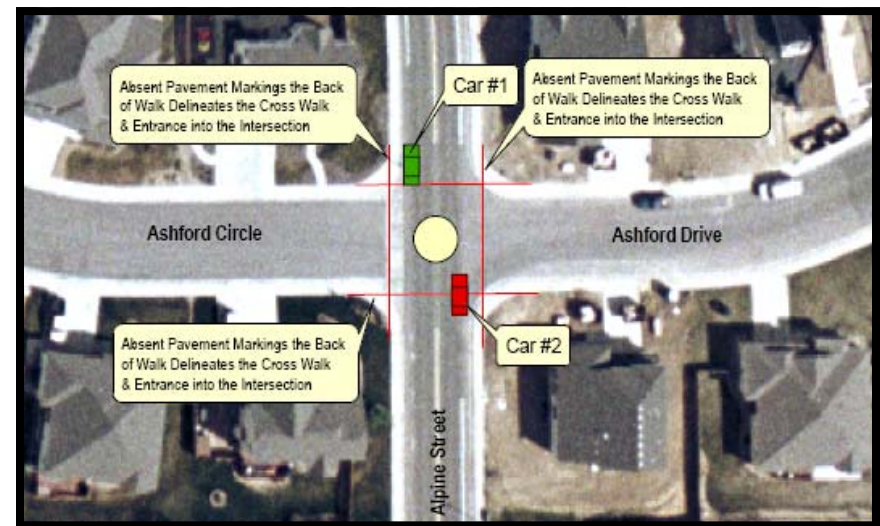 Absent Pavement Markings the Back
of Walk Delineates the Cross Walk
& Entrance into the Intersection
Car #1
Absent Pavement Markings the Back
of Walk Delineates the Cross Walk
& Entrance into the Intersection
Ashford Circle
Ashford Drive
Absent Pavement Markings the Back
of Walk Delineates the Cross Walk
& Entrance into the Intersection
Car #2
Alpine Street